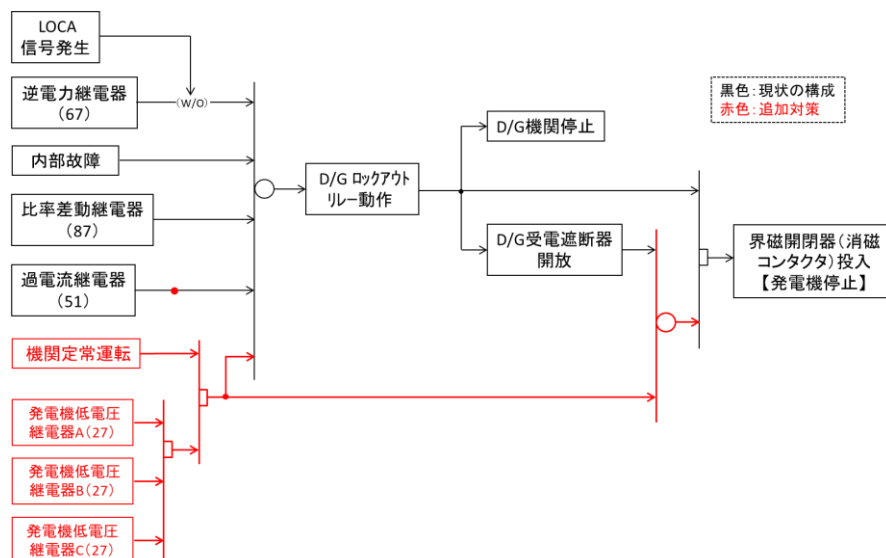 LOCA
信号発生
逆電力継電器
(67)
(W/O)
内部故障
比率差動継電器
(87)
過電流継電器
(51)
機関定常運転
発電機低電圧
継電器A(27)
発電機低電圧
継電器B(27)
発電機低電圧
継電器C(27)
D/G ロックアウト
リレー動作
D/G機関停止
D/G受電遮断器
開放
黒色:現状の構成
赤色:追加対策
界磁開閉器(消磁
コンタクタ)投入
【発電機停止】